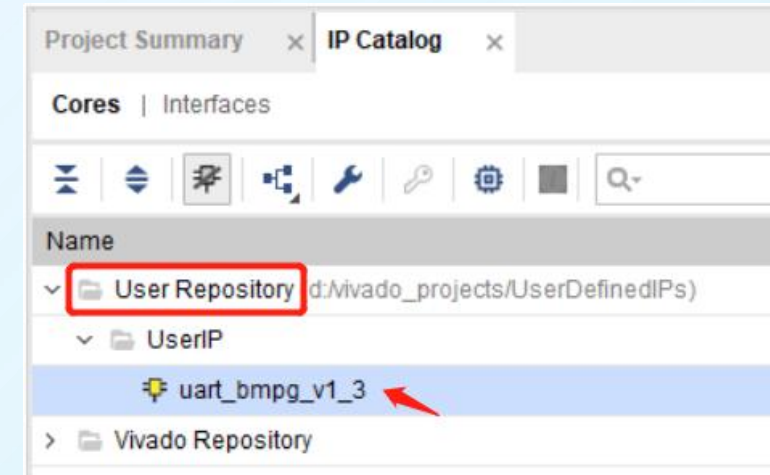 Project Summary × IP Catalog ×
Cores | Interfaces
Name
User Repository d:/vivado_projects/UserDefinedIPs)
UserIP
uart_bmpg_v1_3
Vivado Repository